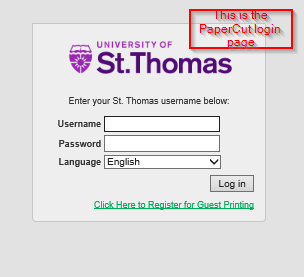 This is the
PaperCut login
page
UNIVERSITY OF
St.Thomas
Enter your St. Thomas username below:
Username
Password
Language English
Log in
Click Here to Register for Guest Printing